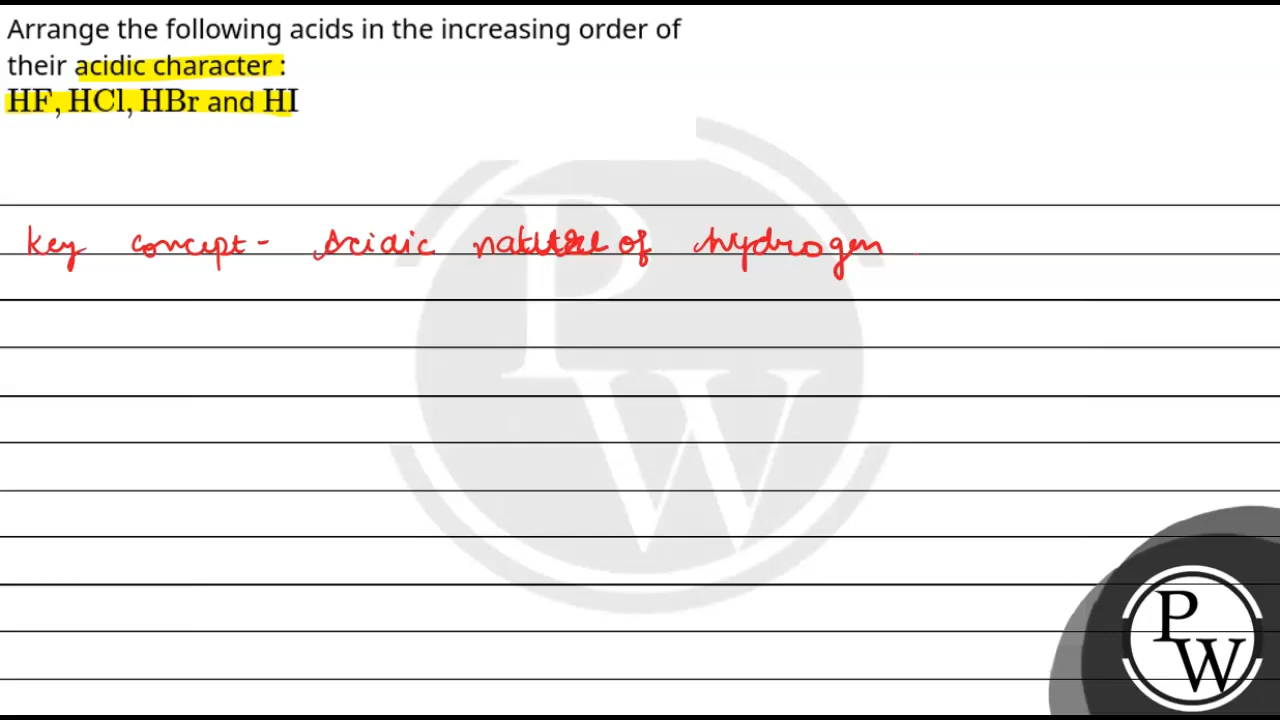 Arrange the following acids in the increasing order of
their acidic character :
HF, HCl, HBr and HI
key concept - Acidic nature of hydrogen
P
W
P
W